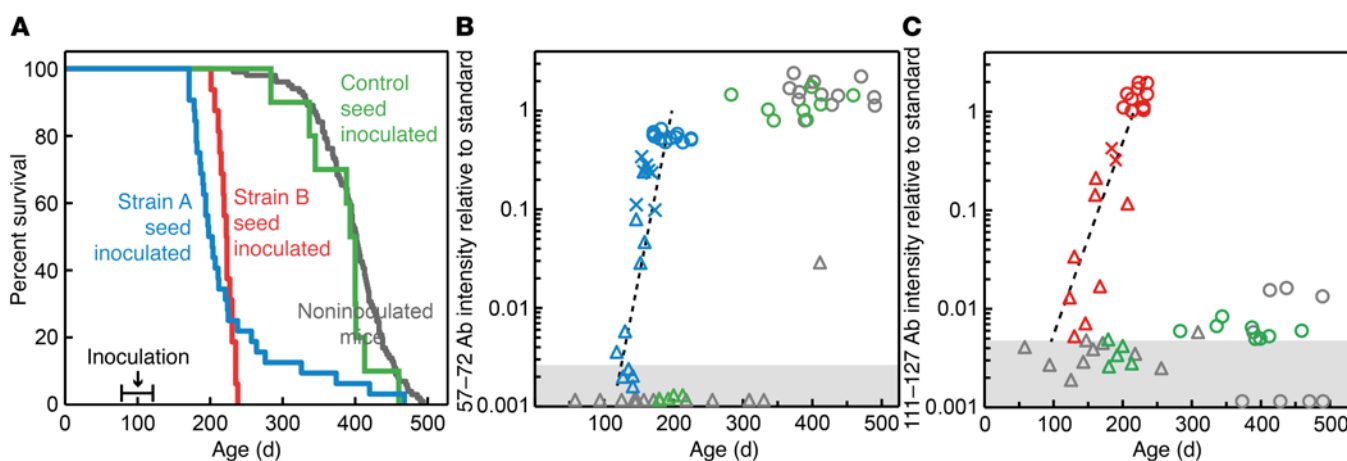 A
Percent survival
100
80
60
40
20
0
0
100
200
300
400
500
Age (d)
Control
seed
inoculated
Strain A
seed
inoculated
Strain B
seed
inoculated
Noninoculated
mice
Inoculation
B
57–72 Ab intensity relative to standard
1
0.1
0.01
0.001
100
200
300
400
500
Age (d)
C
111–127 Ab intensity relative to standard
1
0.1
0.01
0.001
0
100
200
300
400
500
Age (d)